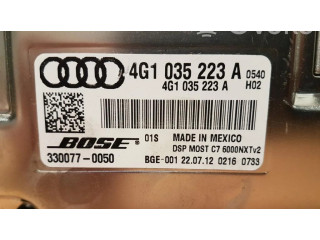 4G1 035 223 A 0540
4G1 035 223 A H02
01S MADE IN MEXICO
BOSE DSP MOST C7 6000NXTv2
330077-0050 BGE-001 22.07.12 0216 0733